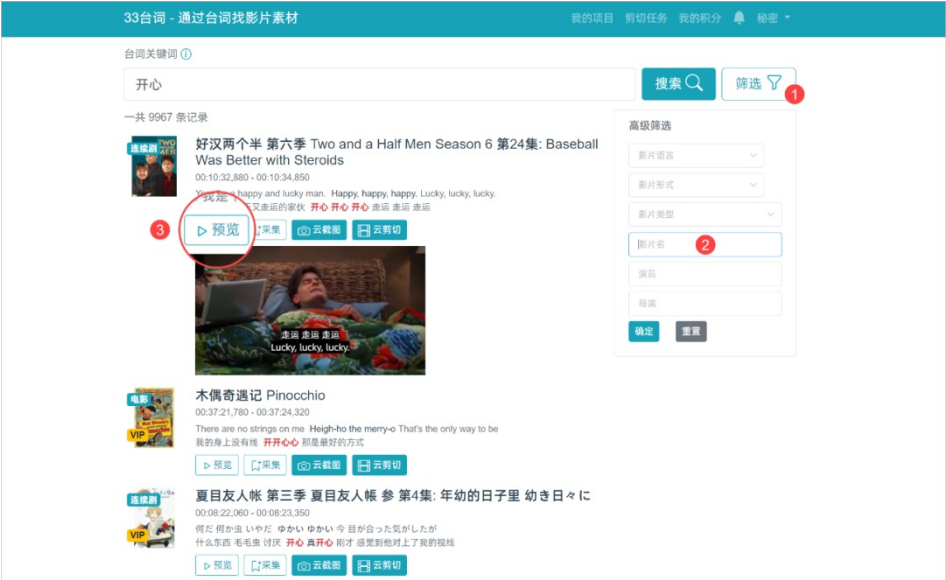 33台词 - 通过台词找影片素材
我的项目 剪切任务 我的积分 秘密
台词关键词
开心
搜索
筛选
1
一共 9967 条记录
高级筛选
影片语言
影片形式
影片类型
影片名
2
演员
导演
确定
重置
连续剧
TWO
MEN
好汉两个半 第六季 Two and a Half Men Season 6 第24集: Baseball
Was Better with Steroids
00:10:32,880 - 00:10:34,850
happy and lucky man. Happy, happy, happy. Lucky, lucky, lucky.
我是
又走运的家伙 开心 开心 开心 走运 走运 走运
3
预览
采集
云截图
云剪切
走运 走运 走运
Lucky, lucky, lucky.
电影
VIP
木偶奇遇记 Pinocchio
00:37:21,780 - 00:37:24,320
There are no strings on me Heigh-ho the merry-o That's the only way to be
我的身上没有线 开开心心 那是最好的方式
预览
采集
云截图
云剪切
连续剧
VIP
夏目友人帐 第三季 夏目友人帳 参 第4集: 年幼的日子里 幼き日々に
00:08:22,060 - 00:08:23,350
何だ 何か虫 いやだ ゆかい ゆかい 今 目が合った気がしたが
什么东西 毛毛虫 讨厌 开心 真开心 刚才 感觉到他对上了我的视线
预览
采集
云截图
云剪切